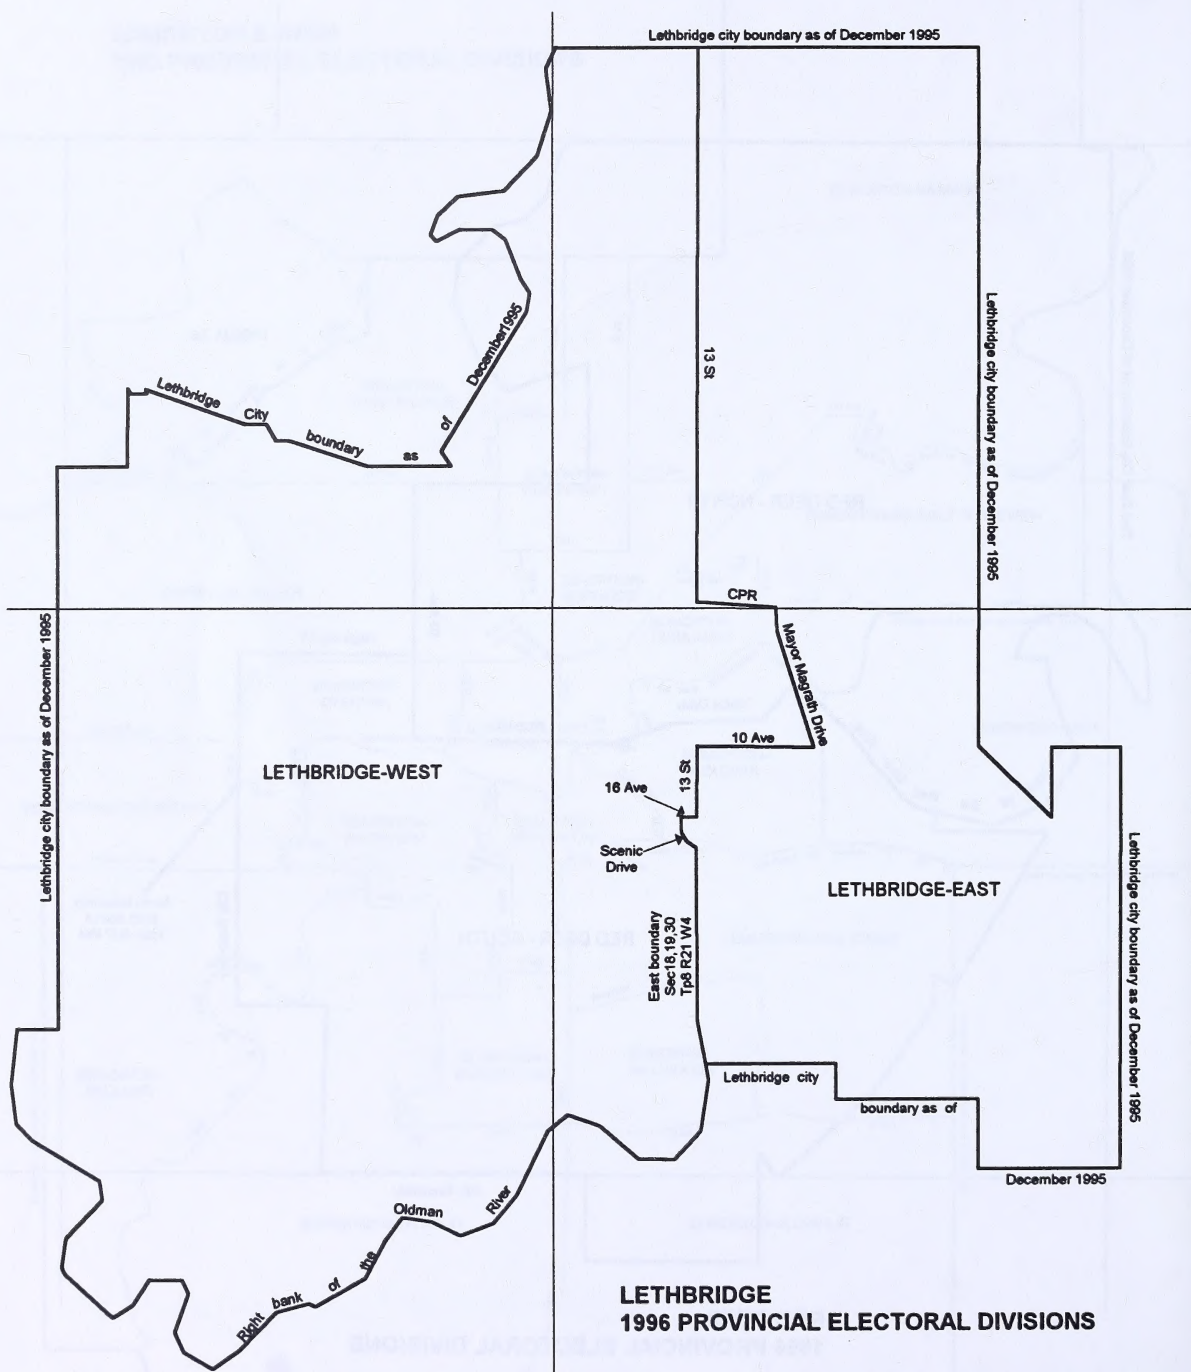 Lethbridge city boundary as of December 1995
13 St
Lethbridge city boundary as of December 1995
Lethbridge City boundary as of December1995
CPR
Mayor Magrath Drive
10 Ave
13 St
16 Ave
Scenic
Drive
Lethbridge city boundary as of December 1995
LETHBRIDGE-WEST
LETHBRIDGE-EAST
East boundary
Sec18,19,30
Tp8 R21 W4
Lethbridge city boundary as of December 1995
Lethbridge city
boundary as of
December 1995
Right bank of the Oldman River
LETHBRIDGE
1996 PROVINCIAL ELECTORAL DIVISIONS